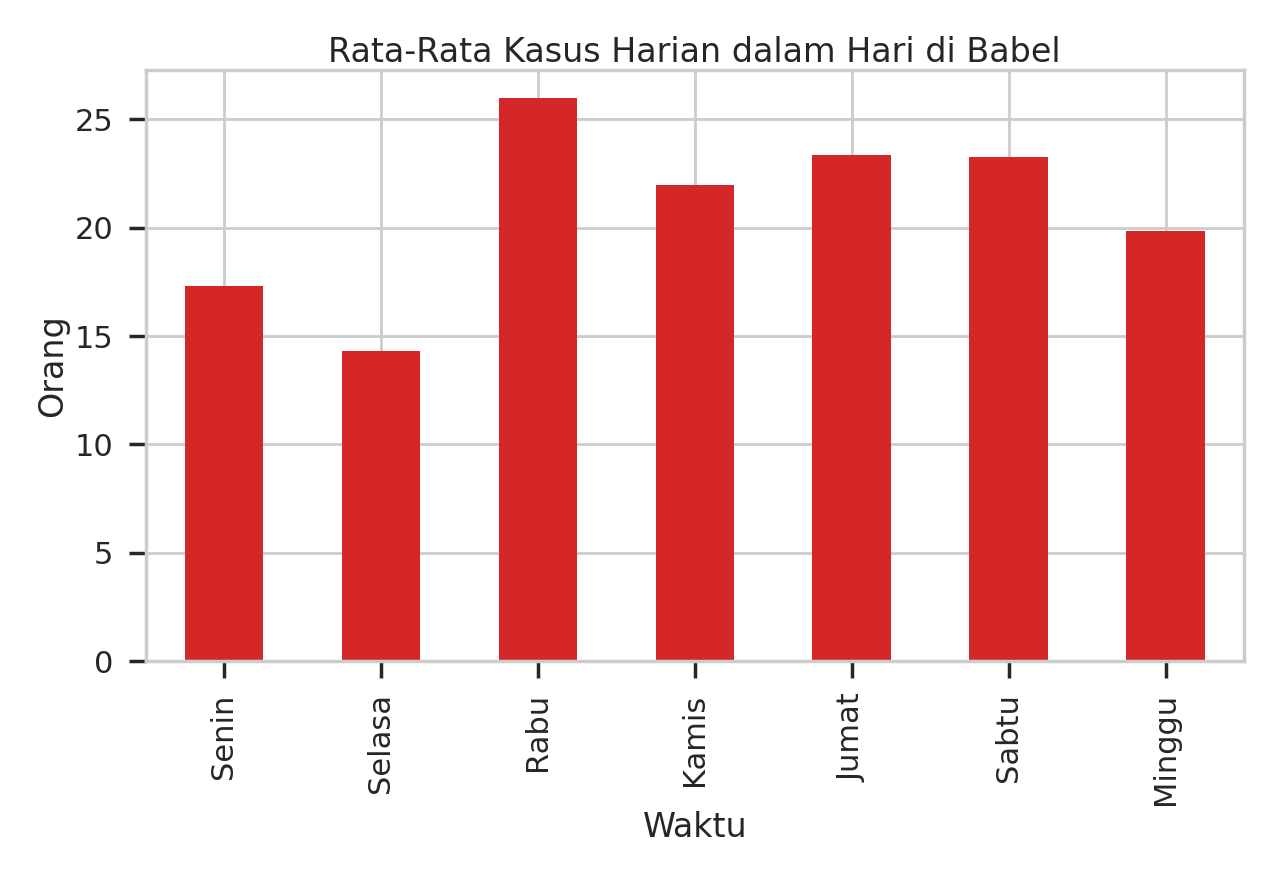 Rata-Rata Kasus Harian dalam Hari di Babel
25
20
15
10
5
0
Orang
Senin
Selasa
Rabu
Kamis
Jumat
Sabtu
Minggu
Waktu